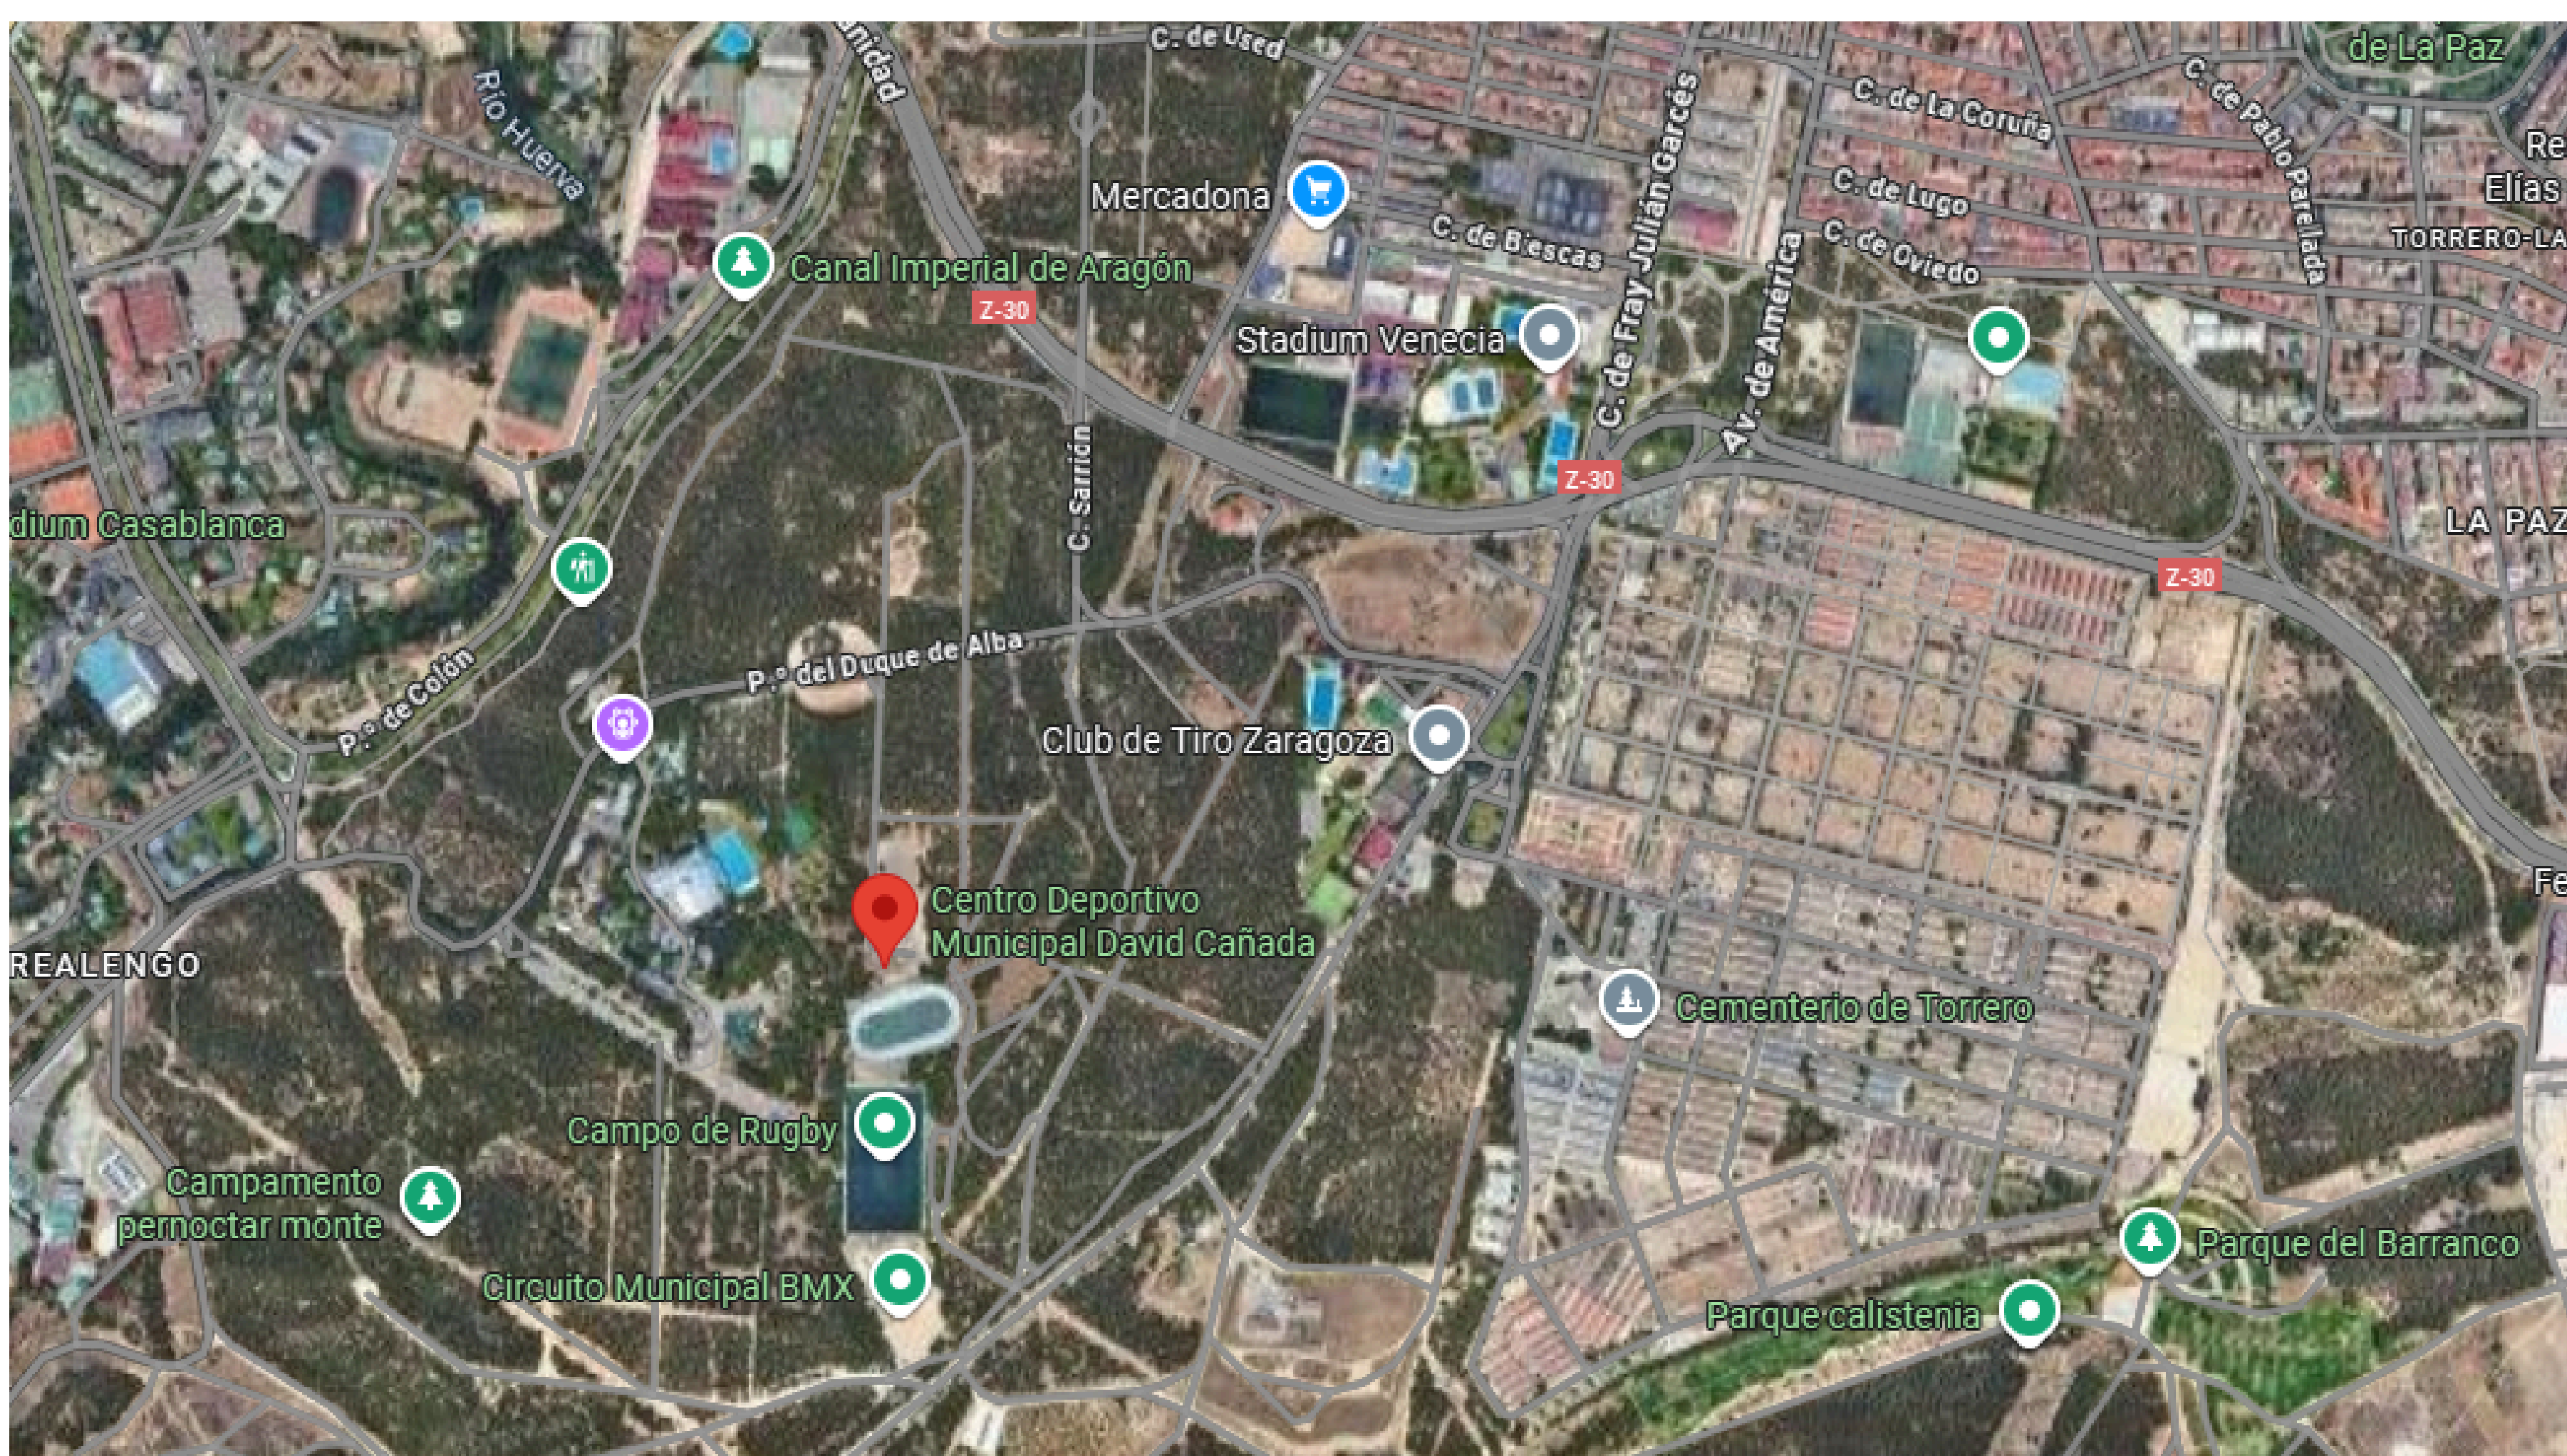 anidad
C. de Used
de La Paz
Río Huerva
C. de La Coruña
C. de Pablo Parellada
Re
Elías
Mercadona
C. de Fray Julián Garcés
C. de Lugo
C. de Biescas
C. de Oviedo
TORRERO-LA
Canal Imperial de Aragón
Z-30
Stadium Venecia
Av. de América
Z-30
C. Sarrión
dium Casablanca
LA PAZ
Z-30
P.º de Colón
P.º del Duque de Alba
Club de Tiro Zaragoza
Fe
Centro Deportivo
Municipal David Cañada
REALENGO
Cementerio de Torrero
Campo de Rugby
Campamento
pernoctar monte
Parque del Barranco
Circuito Municipal BMX
Parque calistenia